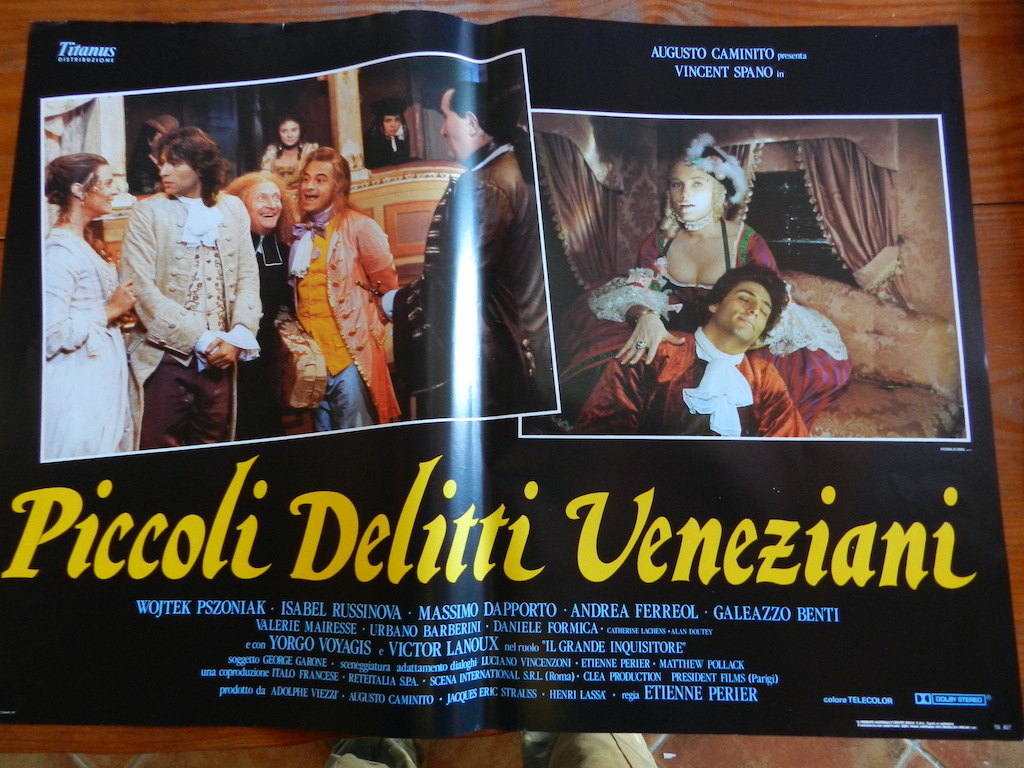 Titanus
DISTRIBUZIONE
AUGUSTO CAMINITO presenta
VINCENT SPANO in
Piccoli Delitti Veneziani
WOJTEK PSZONIAK · ISABEL RUSSINOVA · MASSIMO DAPPORTO · ANDREA FERREOL · GALEAZZO BENTI
VALERIE MAIRESSE · URBANO BARBERINI · DANIELE FORMICA · CATHERINE LACHENS · ALAN DOUTEY
e con YORGO VOYAGIS e VICTOR LANOUX nel ruolo "IL GRANDE INQUISITORE"
soggetto GEORGE GARONE · sceneggiatura adattamento dialoghi LUCIANO VINCENZONI · ETIENNE PERIER · MATTHEW POLLACK
una coproduzione ITALO FRANCESE · RETEITALIA S.P.A. · SCENA INTERNATIONAL S.R.L. (Roma) · CLEA PRODUCTION PRESIDENT FILMS (Parigi)
prodotto da ADOLPHE VIEZZI · AUGUSTO CAMINITO · JACQUES ERIC STRAUSS · HENRI LASSA · regia ETIENNE PERIER
colore TELECOLOR
DOLBY STEREO